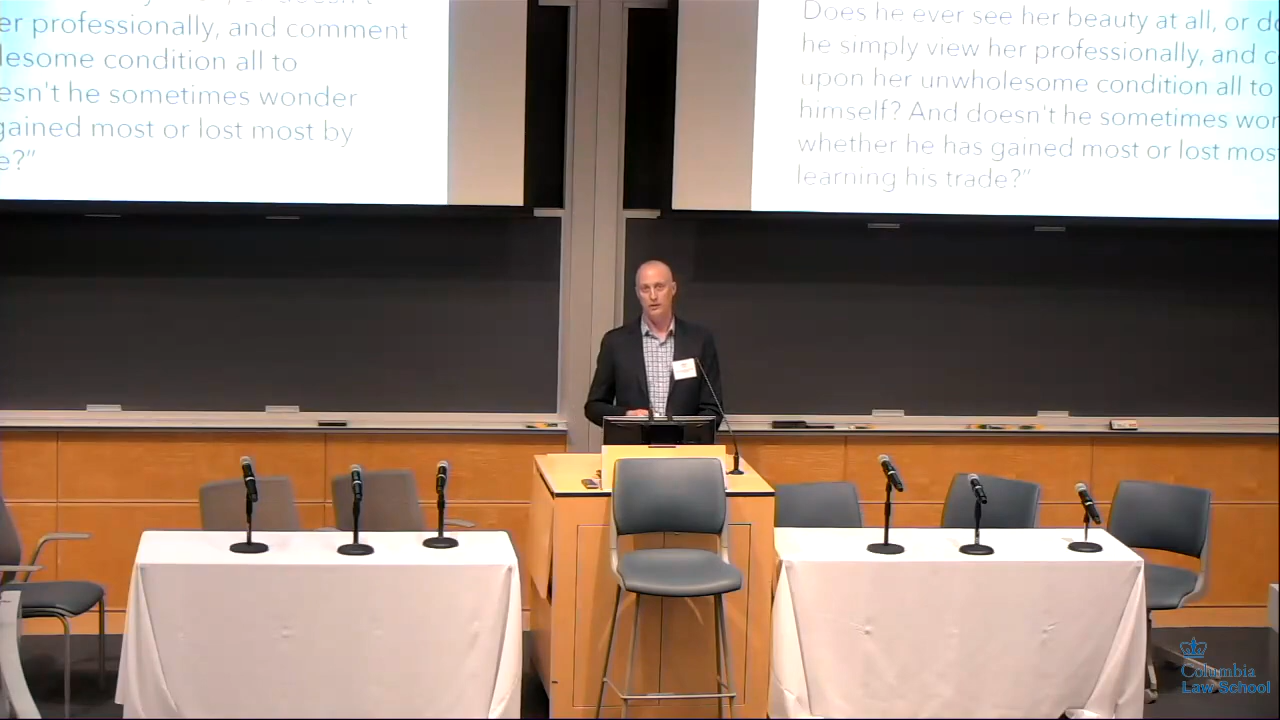 er professionally, and comment
lesome condition all to
esn't he sometimes wonder
gained most or lost most by
e?”
Does he ever see her beauty at all, or do
he simply view her professionally, and c
upon her unwholesome condition all to
himself? And doesn't he sometimes wor
whether he has gained most or lost most
learning his trade?”
Columbia
Law School